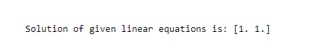 Solution of given linear equations is: [1. 1.]